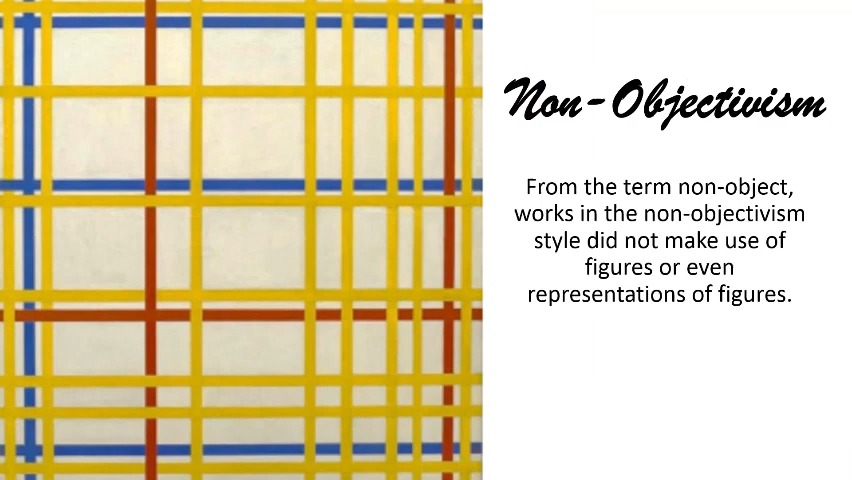 Non-Objectivism
From the term non-object,
works in the non-objectivism
style did not make use of
figures or even
representations of figures.